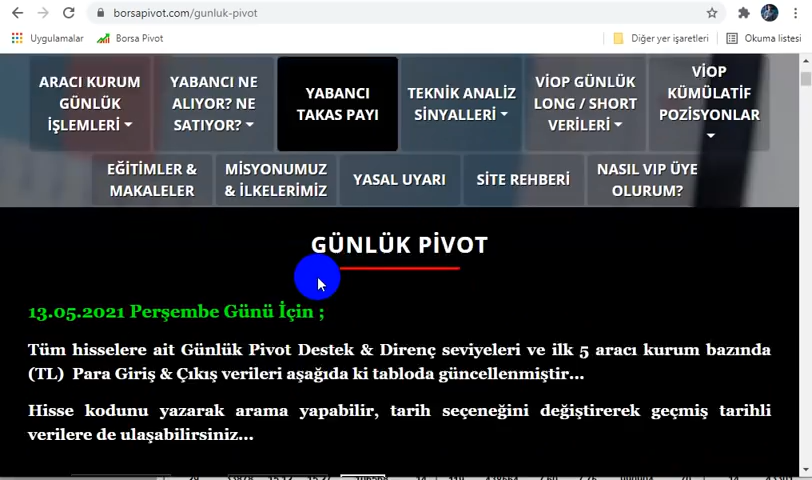 borsapivot.com/gunluk-pivot
Uygulamalar
Borsa Pivot
Diğer yer işaretleri
Okuma listesi
ARACI KURUM
GÜNLÜK
İŞLEMLERİ
YABANCI NE
ALIYOR? NE
SATIYOR?
YABANCI
TAKAS PAYI
TEKNİK ANALİZ
SİNYALLERİ
VİOP GÜNLÜK
LONG / SHORT
VERİLERİ
VİOP
KÜMÜLATİF
POZİSYONLAR
EĞİTİMLER &
MAKALELER
MİSYONUMUZ
& İLKELERİMİZ
YASAL UYARI
SİTE REHBERİ
NASIL VIP ÜYE
OLURUM?
GÜNLÜK PİVOT
13.05.2021 Perşembe Günü İçin ;
Tüm hisselere ait Günlük Pivot Destek & Direnç seviyeleri ve ilk 5 aracı kurum bazında
(TL) Para Giriş & Çıkış verileri aşağıda ki tabloda güncellenmiştir...
Hisse kodunu yazarak arama yapabilir, tarih seçeneğini değiştirerek geçmiş tarihli
verilere de ulaşabilirsiniz...